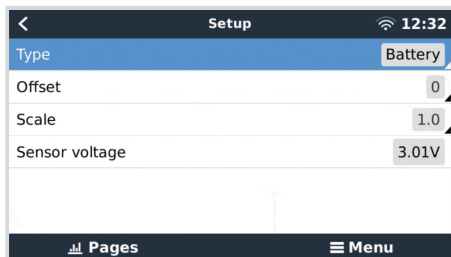 Setup 12:32
Type Battery
Offset 0
Scale 1.0
Sensor voltage 3.01V
Pages Menu